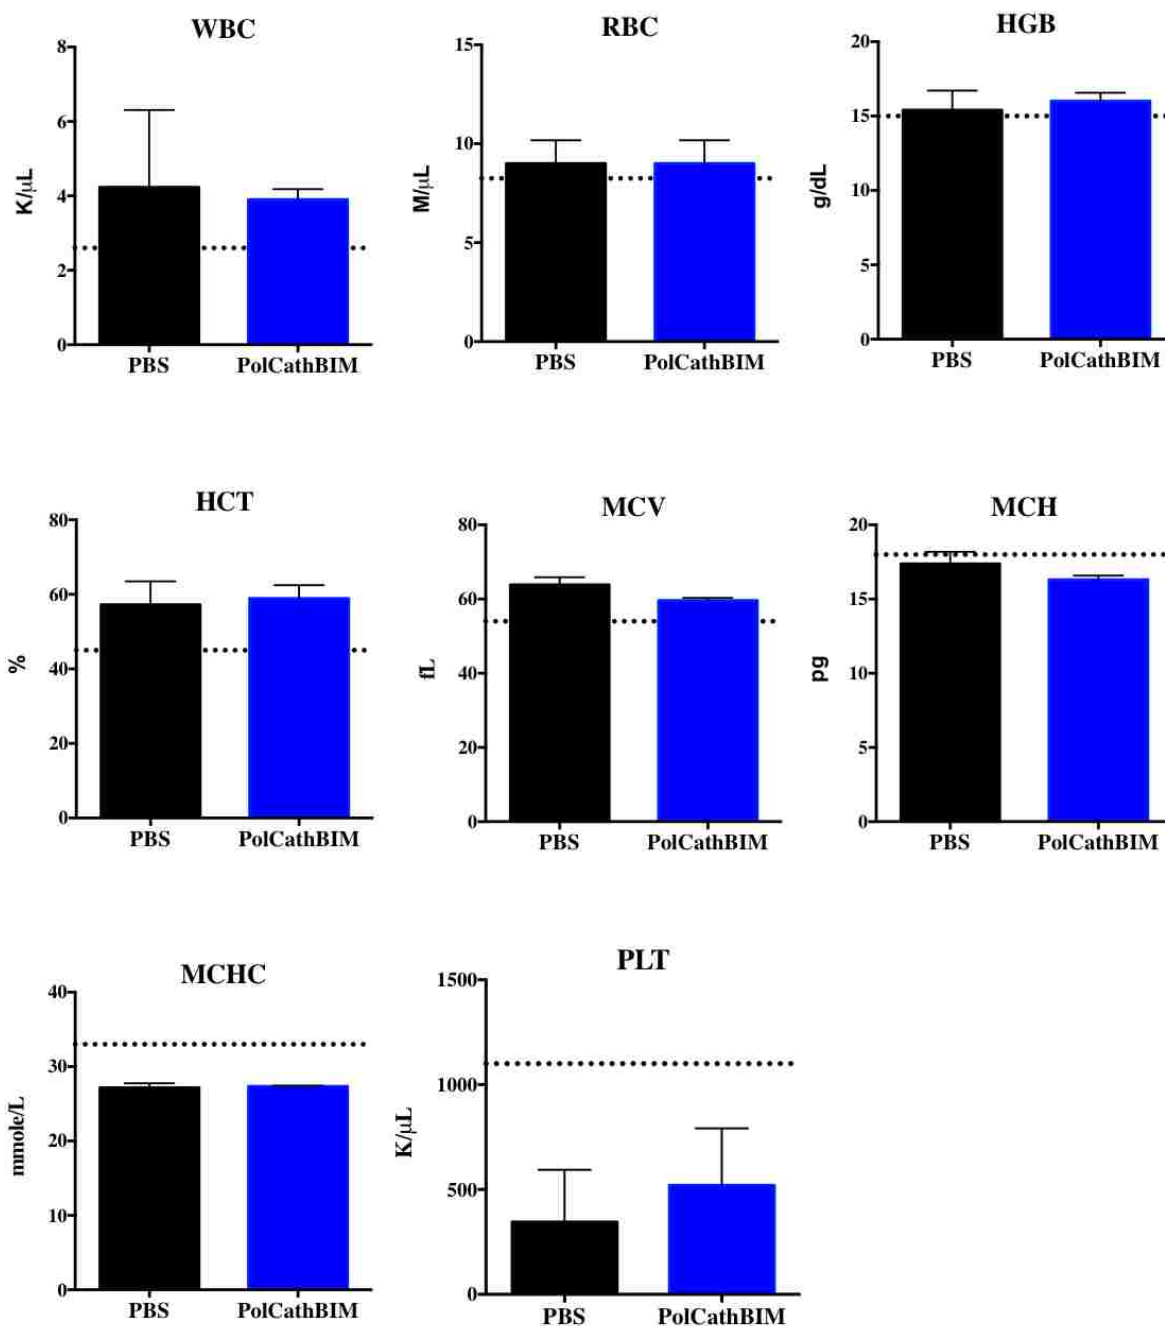 WBC
8
6
4
2
0
K/μL
PBS PolCathBIM
RBC
15
10
5
0
M/μL
PBS PolCathBIM
HGB
20
15
10
5
0
g/dL
PBS PolCathBIM
HCT
80
60
40
20
0
%
PBS PolCathBIM
MCV
80
60
40
20
0
fL
PBS PolCathBIM
MCH
20
15
10
5
0
pg
PBS PolCathBIM
MCHC
40
30
20
10
0
mmole/L
PBS PolCathBIM
PLT
1500
1000
500
0
K/μL
PBS PolCathBIM